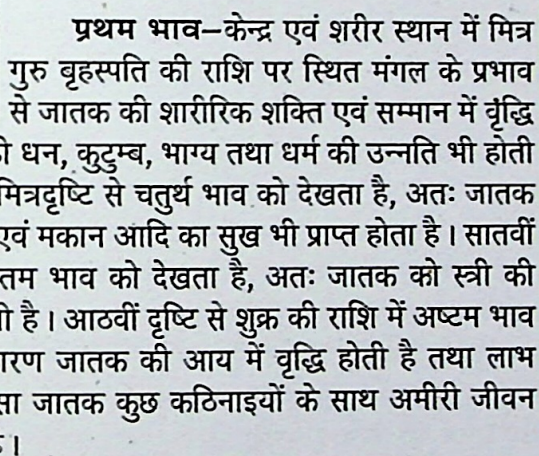 प्रथम भाव–केन्द्र एवं शरीर स्थान में मित्र
गुरु बृहस्पति की राशि पर स्थित मंगल के प्रभाव
से जातक की शारीरिक शक्ति एवं सम्मान में वृद्धि
धन, कुटुम्ब, भाग्य तथा धर्म की उन्नति भी होती
मित्रदृष्टि से चतुर्थ भाव को देखता है, अतः जातक
एवं मकान आदि का सुख भी प्राप्त होता है। सातवीं
तम भाव को देखता है, अतः जातक को स्त्री की
है। आठवीं दृष्टि से शुक्र की राशि में अष्टम भाव
रण जातक की आय में वृद्धि होती है तथा लाभ
सा जातक कुछ कठिनाइयों के साथ अमीरी जीवन
।